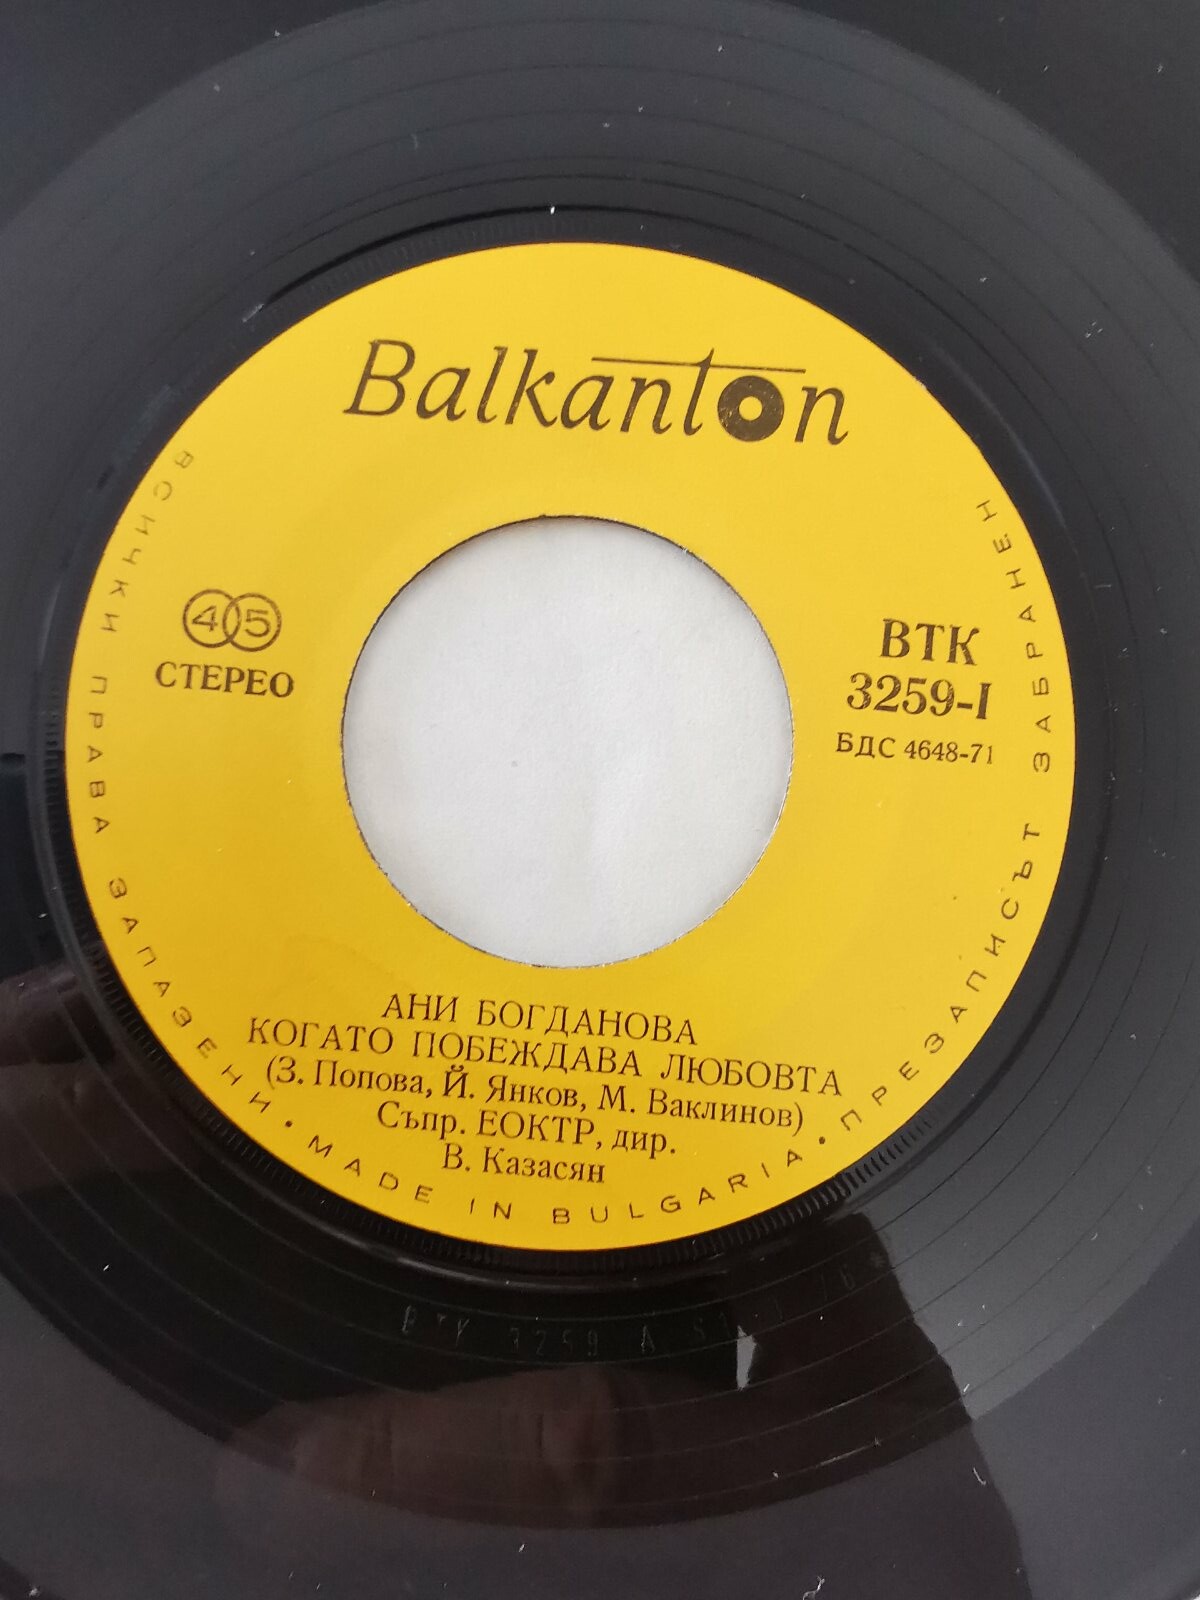 Balkanton
45
СТЕРЕО
ВТК
3259-I
БДС 4648-71
АНИ БОГДАНОВА
КОГАТО ПОБЕЖДАВА ЛЮБОВТА
(З. Попова, Й. Янков, М. Ваклинов)
Съпр. ЕОКТР, дир.
В. Казасян
ВСИЧКИ ПРАВА ЗАПАЗЕНИ • MADE IN BULGARIA • ПРЕЗАПИСЪТ ЗАБРАНЕН
3259 A